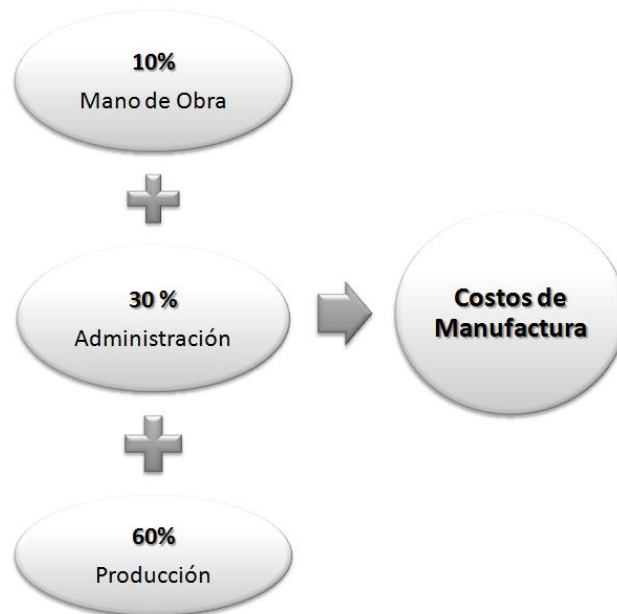 10%
Mano de Obra
30 %
Administración
Costos de
Manufactura
60%
Producción